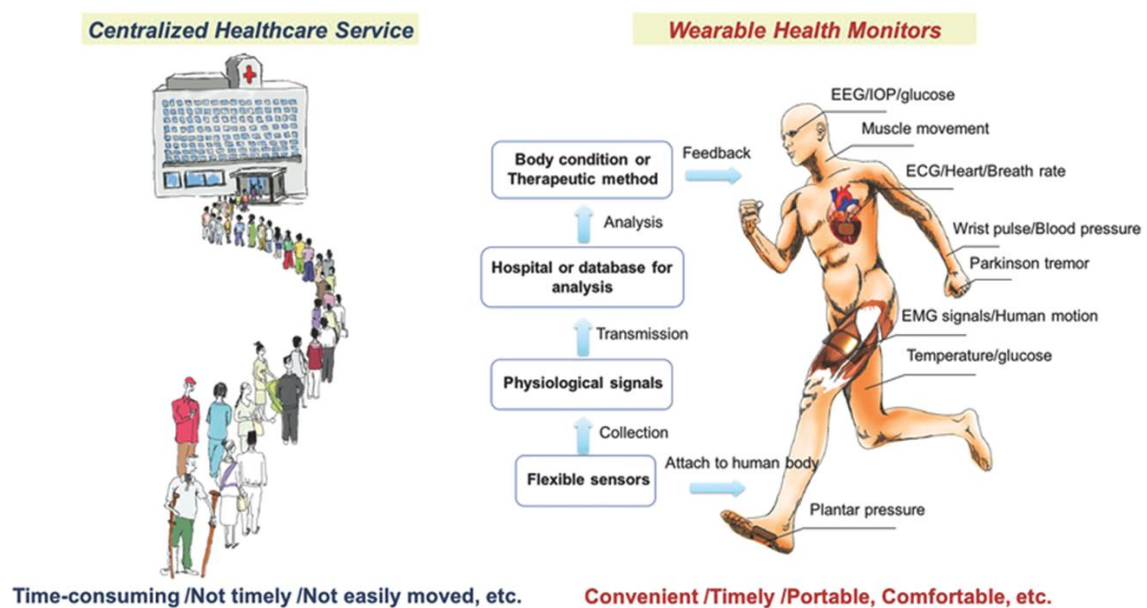 Centralized Healthcare Service
Wearable Health Monitors
EEG/IOP/glucose
Muscle movement
Body condition or
Therapeutic method
Feedback
ECG/Heart/Breath rate
Analysis
Wrist pulse/Blood pressure
Hospital or database for
analysis
Parkinson tremor
Transmission
EMG signals/Human motion
Temperature/glucose
Physiological signals
Collection
Flexible sensors
Attach to human body
Plantar pressure
Time-consuming /Not timely /Not easily moved, etc.
Convenient /Timely /Portable, Comfortable, etc.